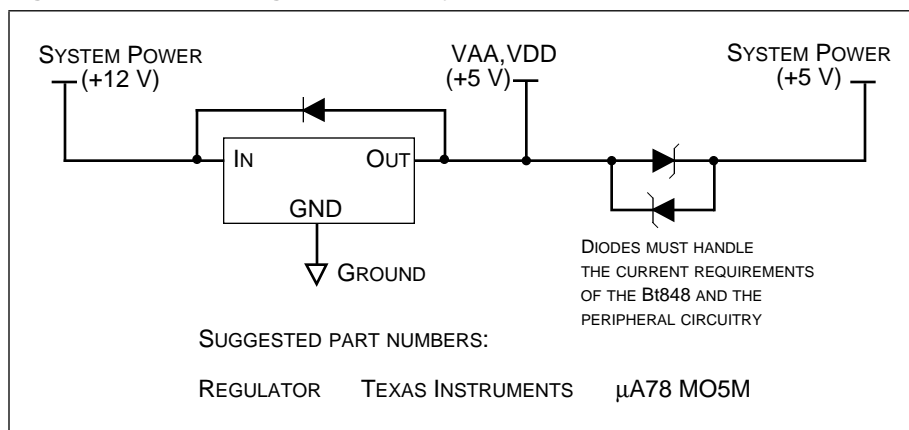 SYSTEM POWER
(+12 V)
VAA,VDD
(+5 V)
SYSTEM POWER
(+5 V)
IN
OUT
GND
GROUND
DIODES MUST HANDLE
THE CURRENT REQUIREMENTS
OF THE Bt848 AND THE
PERIPHERAL CIRCUITRY
SUGGESTED PART NUMBERS:
REGULATOR TEXAS INSTRUMENTS µA78 MO5M